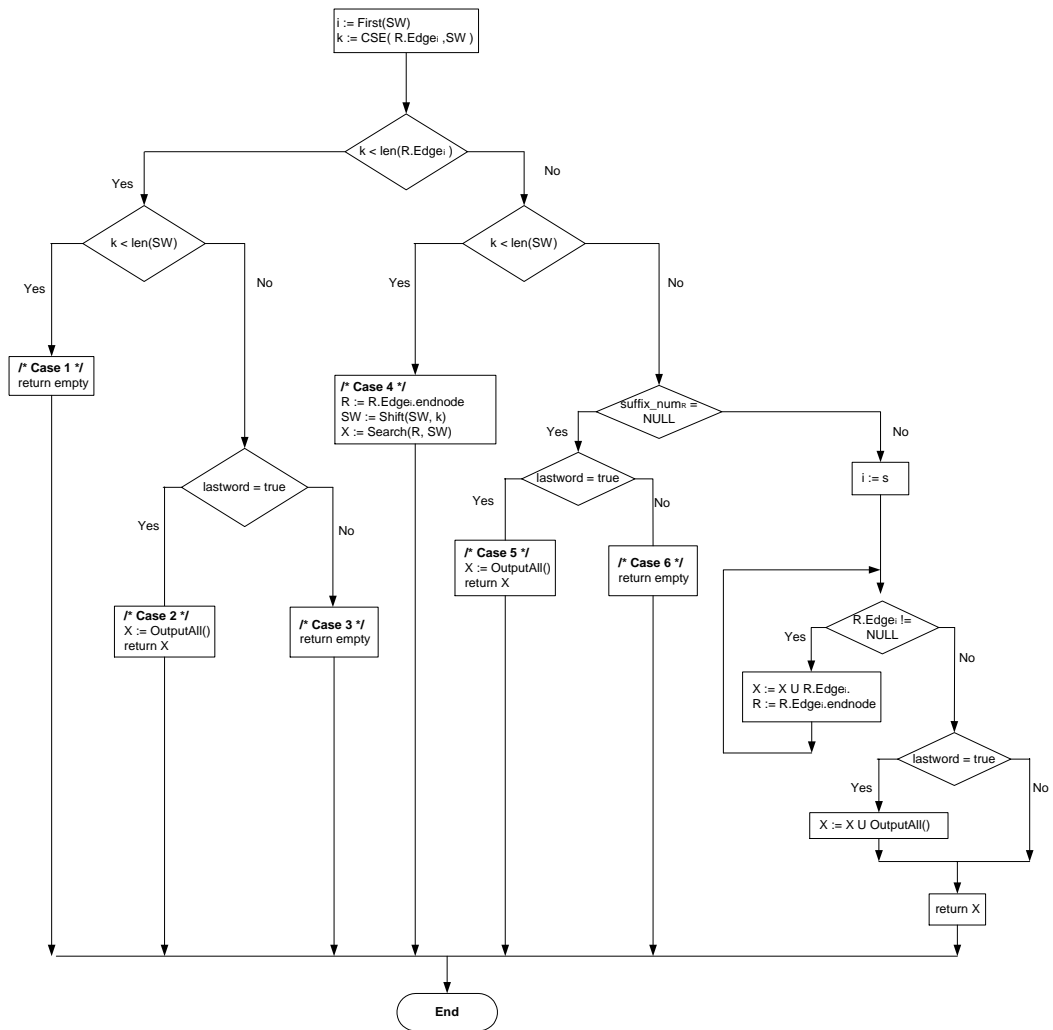 i := First(SW)
k := CSE( R.Edgeᵢ ,SW )
k < len(R.Edgeᵢ )
Yes
No
k < len(SW)
k < len(SW)
Yes
No
Yes
No
/* Case 1 */
return empty
/* Case 4 */
R := R.Edgeᵢ.endnode
SW := Shift(SW, k)
X := Search(R, SW)
suffix_numR =
NULL
Yes
No
lastword = true
lastword = true
i := s
Yes
No
Yes
No
/* Case 5 */
X := OutputAll()
return X
/* Case 6 */
return empty
/* Case 2 */
X := OutputAll()
return X
/* Case 3 */
return empty
R.Edgeᵢ !=
NULL
Yes
No
X := X U R.Edgeᵢ.
R := R.Edgeᵢ.endnode
lastword = true
Yes
No
X := X U OutputAll()
return X
End